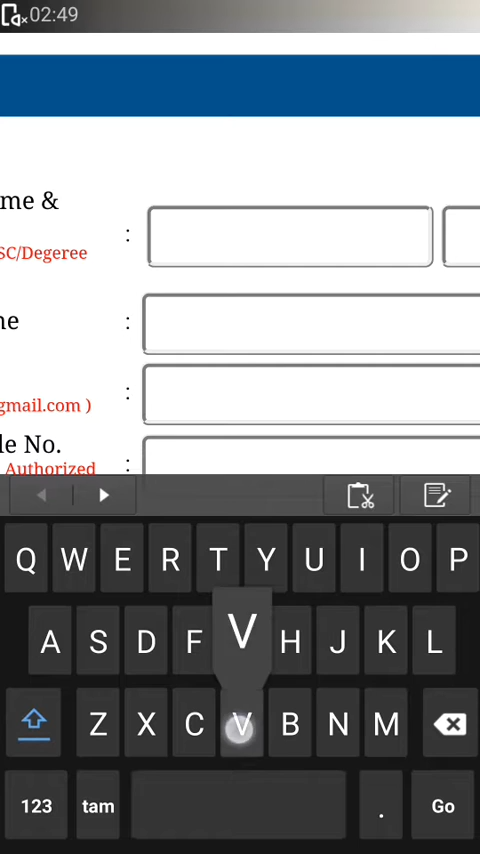 02:49
me &
:
SC/Degeree
ne
:
gmail.com )
:
le No.
Authorized
:
Q W E R T Y U I O P
V
A S D F H J K L
Z X C V B N M
123 tam . Go